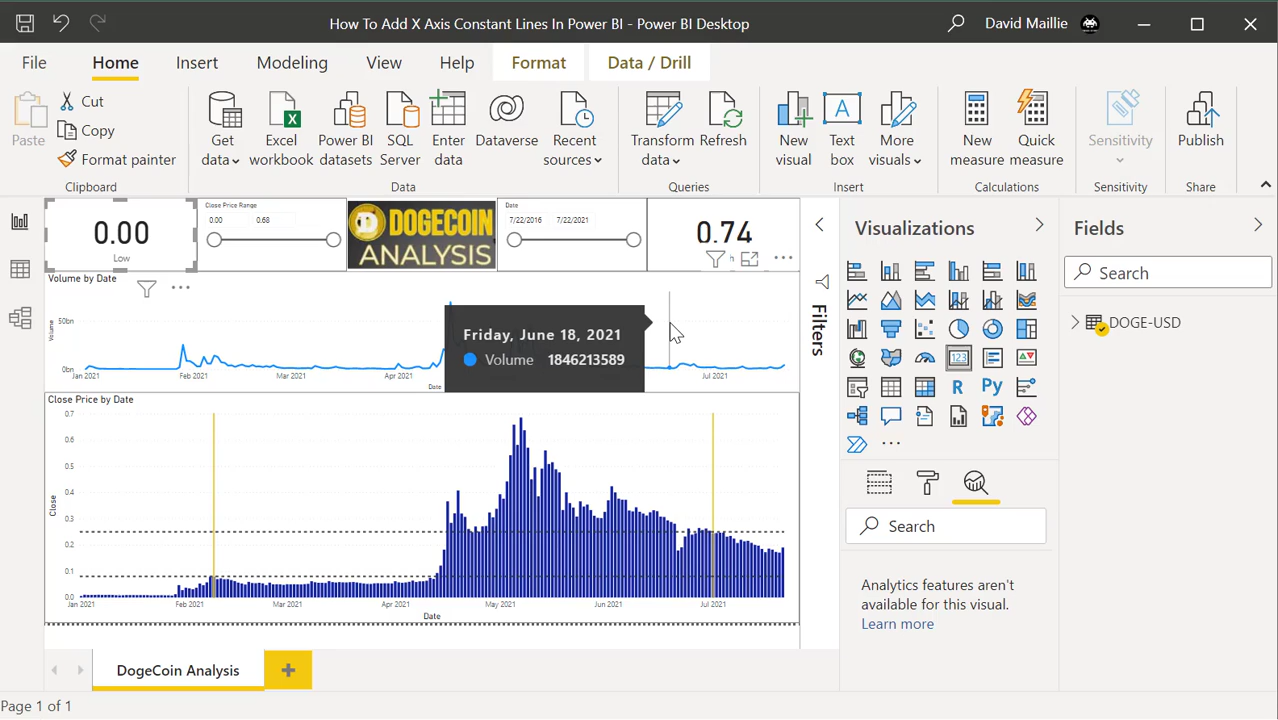 How To Add X Axis Constant Lines In Power BI - Power BI Desktop
David Maillie
File
Home
Insert
Modeling
View
Help
Format
Data / Drill
Paste
Cut
Copy
Format painter
Clipboard
Get data
Excel workbook
Power BI datasets
SQL Server
Enter data
Dataverse
Recent sources
Data
Transform data
Refresh
Queries
New visual
Text box
More visuals
Insert
New measure
Quick measure
Calculations
Sensitivity
Sensitivity
Publish
Share
0.00
Low
Close Price Range
0.00
0.68
DOGECOIN
ANALYSIS
Date
7/22/2016
7/22/2021
0.74
h
Volume by Date
Volume
50bn
0bn
Jan 2021
Feb 2021
Mar 2021
Apr 2021
Jul 2021
Date
Friday, June 18, 2021
Volume 1846213589
Close Price by Date
Close
0.7
0.6
0.5
0.4
0.3
0.2
0.1
0.0
Jan 2021
Feb 2021
Mar 2021
Apr 2021
May 2021
Jun 2021
Jul 2021
Date
Filters
Visualizations
123
R
Py
Search
Analytics features aren't
available for this visual.
Learn more
Fields
Search
DOGE-USD
DogeCoin Analysis
Page 1 of 1